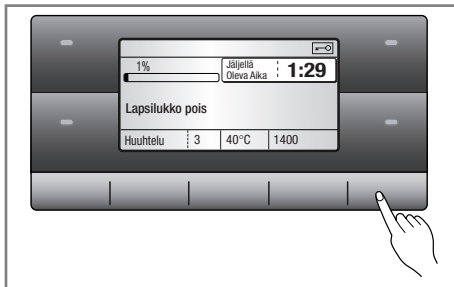 1%
Jäljellä
Oleva Aika
1:29
Lapsilukko pois
Huuhtelu 3 40°C 1400